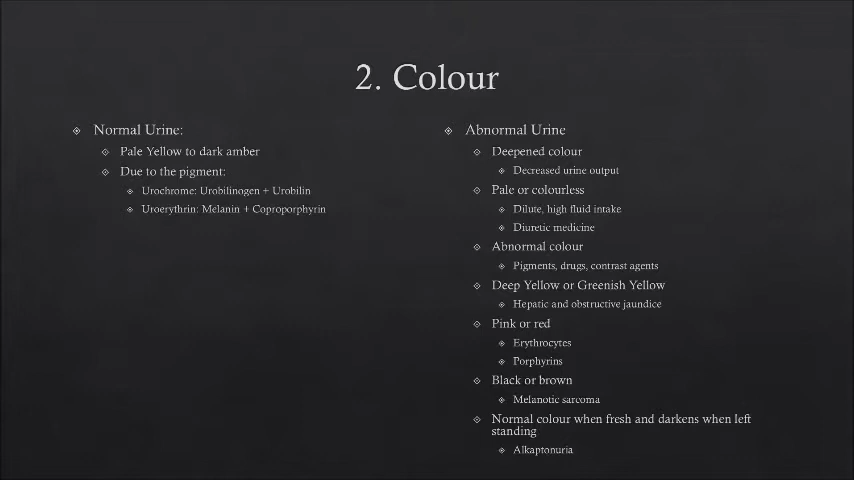 2. Colour
Normal Urine:
Pale Yellow to dark amber
Due to the pigment:
Urochrome: Urobilinogen + Urobilin
Uroerythrin: Melanin + Coproporphyrin
Abnormal Urine
Deepened colour
Decreased urine output
Pale or colourless
Dilute, high fluid intake
Diuretic medicine
Abnormal colour
Pigments, drugs, contrast agents
Deep Yellow or Greenish Yellow
Hepatic and obstructive jaundice
Pink or red
Erythrocytes
Porphyrins
Black or brown
Melanotic sarcoma
Normal colour when fresh and darkens when left
standing
Alkaptonuria